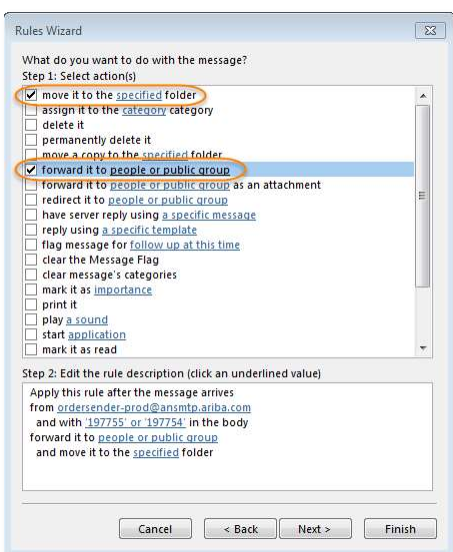 Rules Wizard
What do you want to do with the message?
Step 1: Select action(s)
move it to the specified folder
assign it to the category category
delete it
permanently delete it
move a copy to the specified folder
forward it to people or public group
forward it to people or public group as an attachment
redirect it to people or public group
have server reply using a specific message
reply using a specific template
flag message for follow up at this time
clear the Message Flag
clear message's categories
mark it as importance
print it
play a sound
start application
mark it as read
Step 2: Edit the rule description (click an underlined value)
Apply this rule after the message arrives
from ordersender-prod@ansmtp.ariba.com
and with '197755' or '197754' in the body
forward it to people or public group
and move it to the specified folder
Cancel < Back Next > Finish